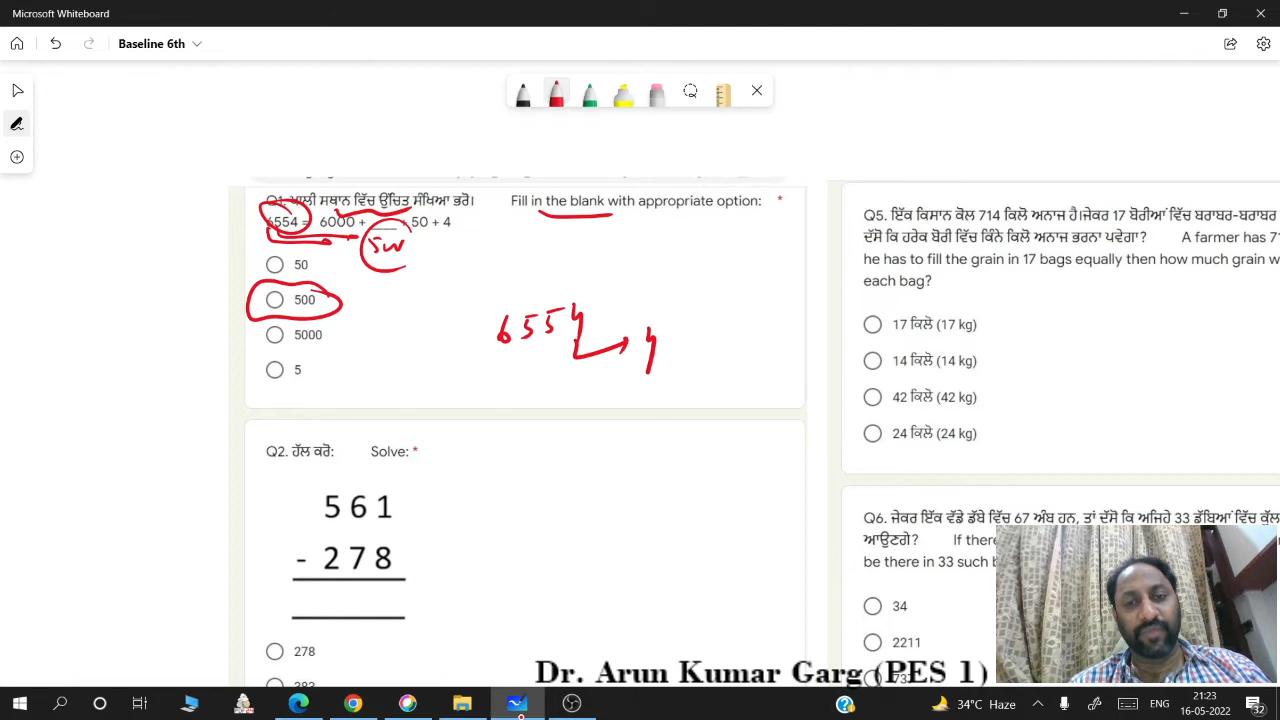 Microsoft Whiteboard
Baseline 6th
Q1. ਖਾਲੀ ਸਥਾਨ ਵਿੱਚ ਉੱਚਿਤ ਸੰਖਿਆ ਭਰੋ। Fill in the blank with appropriate option: *
6554 = 6000 + ___ + 50 + 4
500
50
500
5000
5
6554
4
Q2. ਹੱਲ ਕਰੋ: Solve: *
561
- 278
278
383
Q5. ਇੱਕ ਕਿਸਾਨ ਕੋਲ 714 ਕਿਲੋ ਅਨਾਜ ਹੈ।ਜੇਕਰ 17 ਬੋਰੀਆਂ ਵਿੱਚ ਬਰਾਬਰ-ਬਰਾਬਰ
ਦੱਸੋ ਕਿ ਹਰੇਕ ਬੋਰੀ ਵਿੱਚ ਕਿੰਨੇ ਕਿਲੋ ਅਨਾਜ ਭਰਨਾ ਪਵੇਗਾ? A farmer has 71
he has to fill the grain in 17 bags equally then how much grain w
each bag?
17 ਕਿਲੋ (17 kg)
14 ਕਿਲੋ (14 kg)
42 ਕਿਲੋ (42 kg)
24 ਕਿਲੋ (24 kg)
Q6. ਜੇਕਰ ਇੱਕ ਵੱਡੇ ਡੱਬੇ ਵਿੱਚ 67 ਅੰਬ ਹਨ, ਤਾਂ ਦੱਸੋ ਕਿ ਅਜਿਹੇ 33 ਡੱਬਿਆਂ ਵਿੱਚ ਕੁੱਲ
ਆਉਣਗੇ? If there
be there in 33 such b
34
2211
737
Dr. Arun Kumar Garg (PES 1)
34°C Haze
ENG
21:23
16-05-2022
32